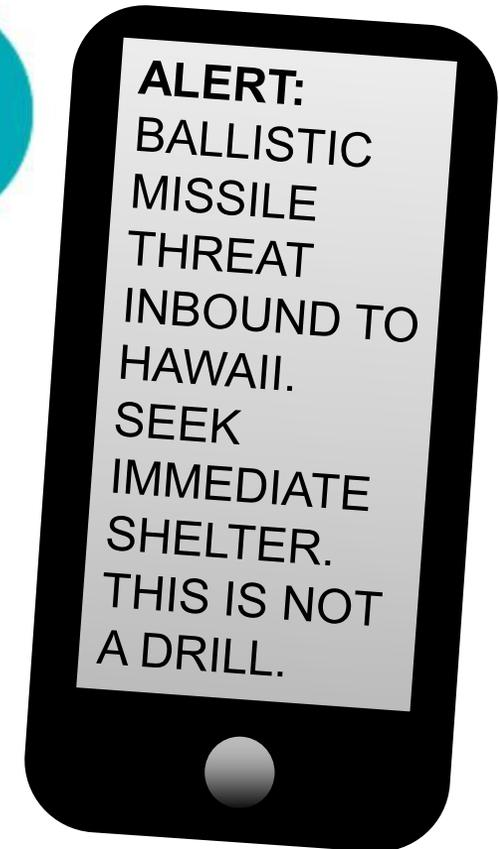 ALERT:
BALLISTIC
MISSILE
THREAT
INBOUND TO
HAWAII.
SEEK
IMMEDIATE
SHELTER.
THIS IS NOT
A DRILL.